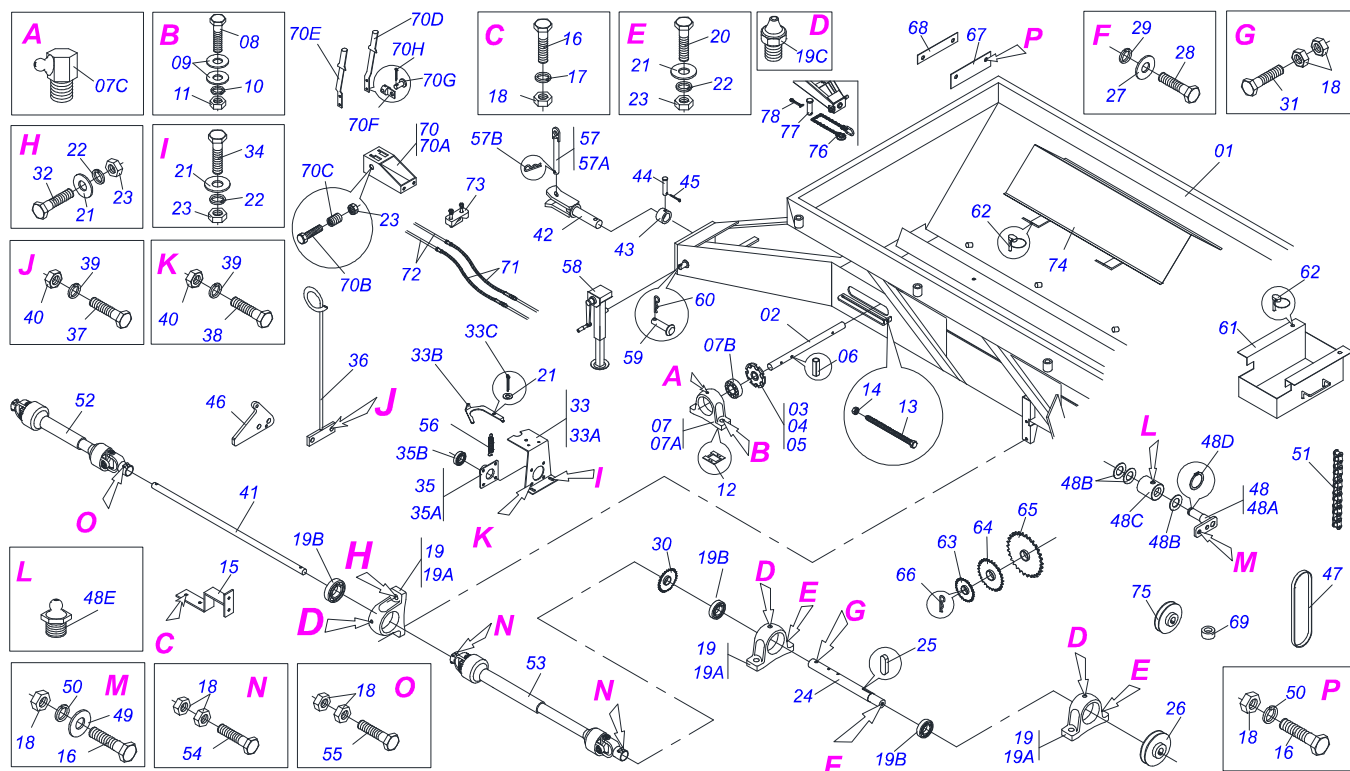 A
07C
B
08
09
10
11
70E
70D
70H
70G
70F
C
16
17
18
E
20
21
22
23
D
19C
68
67
P
F
29
28
27
G
18
31
H
22
32
21
23
I
34
21
22
23
70
70A
70C
23
70B
57B
57
57A
73
72
71
42
44
45
43
78
77
76
01
62
74
J
39
40
37
K
39
40
38
58
60
59
02
07B
06
A
07
07A
03
04
05
B
12
14
13
62
61
36
J
33C
33B
21
33
33A
56
35B
35
35A
I
K
52
46
O
41
L
48D
48B
48C
48B
48
48A
M
51
19B
H
19
19A
D
L
48E
15
C
30
19B
D
E
G
19
19A
65
64
63
66
25
24
F
19B
75
69
47
D
E
19
19A
26
N
53
N
M
50
49
18
16
N
18
54
O
18
55
P
50
18
16